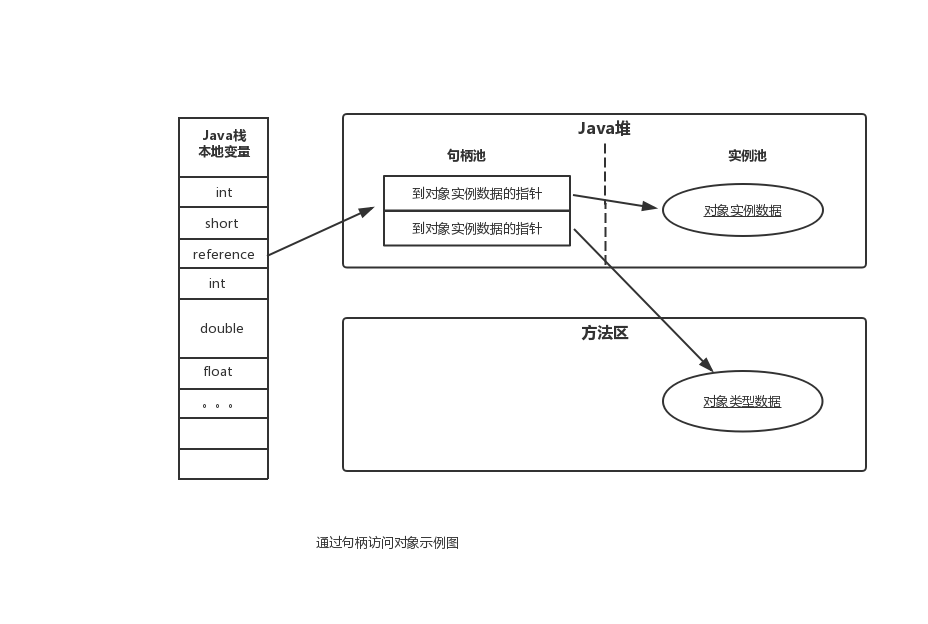 Java栈
本地变量
int
short
reference
int
double
float
。。。
Java堆
句柄池
实例池
到对象实例数据的指针
到对象实例数据的指针
对象实例数据
方法区
对象类型数据
通过句柄访问对象示例图